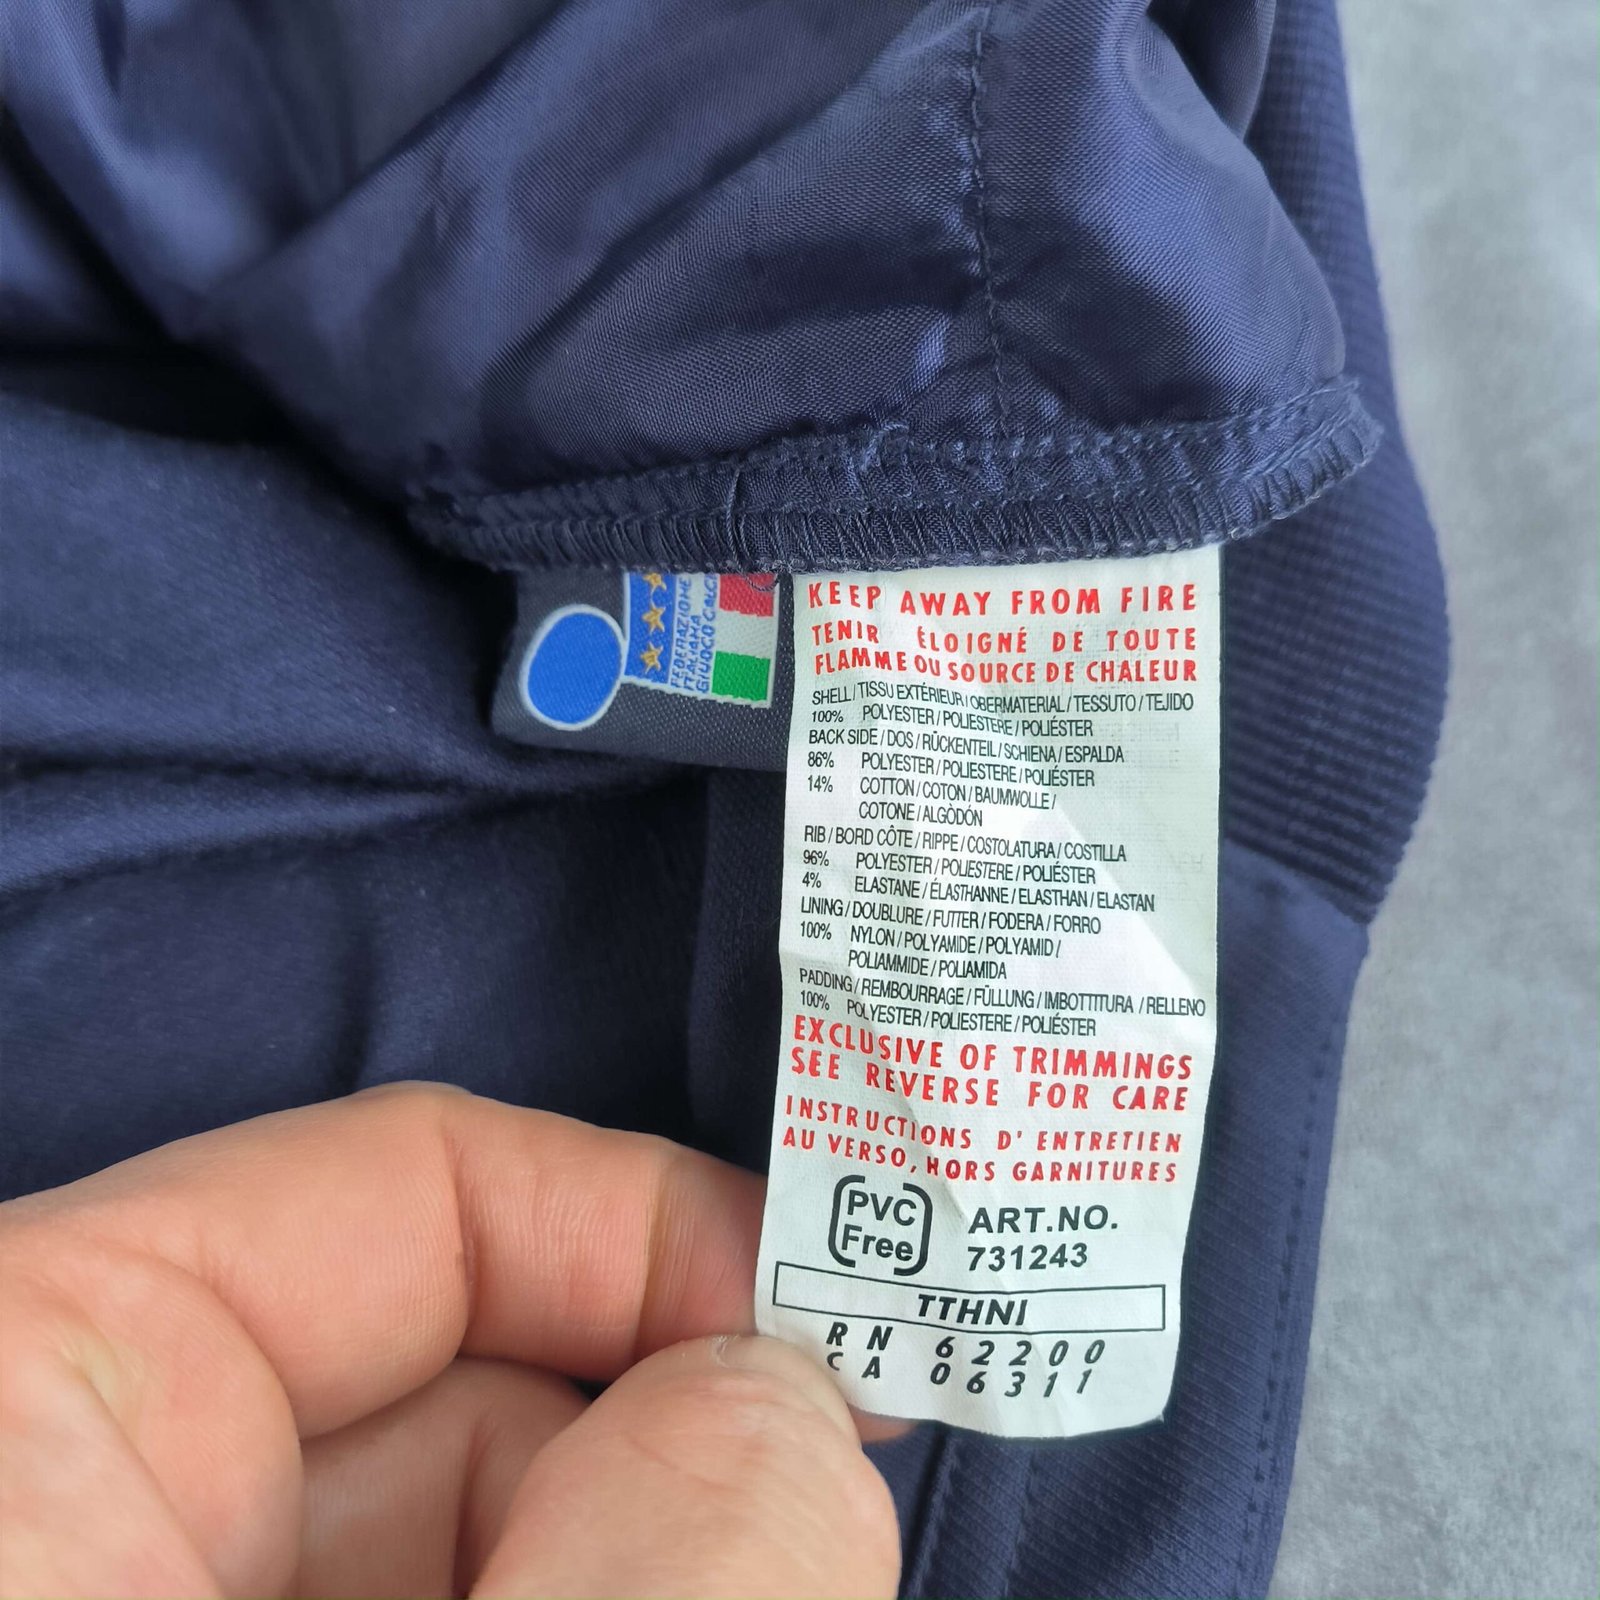 FEDERAZIONE
ITALIANA
GIUOCO CALCI
KEEP AWAY FROM FIRE
TENIR ÉLOIGNÉ DE TOUTE
FLAMME OU SOURCE DE CHALEUR
SHELL / TISSU EXTÉRIEUR / OBERMATERIAL / TESSUTO / TEJIDO
100% POLYESTER / POLIESTERE / POLIÉSTER
BACK SIDE / DOS / RÜCKENTEIL / SCHIENA / ESPALDA
86% POLYESTER / POLIESTERE / POLIÉSTER
14% COTTON / COTON / BAUMWOLLE /
COTONE / ALGÒDÓN
RIB / BORD CÔTE / RIPPE / COSTOLATURA / COSTILLA
96% POLYESTER / POLIESTERE / POLIÉSTER
4% ELASTANE / ÉLASTHANNE / ELASTHAN / ELASTAN
LINING / DOUBLURE / FUTTER / FODERA / FORRO
100% NYLON / POLYAMIDE / POLYAMID /
POLIAMMIDE / POLIAMIDA
PADDING / REMBOURRAGE / FÜLLUNG / IMBOTTITURA / RELLENO
100% POLYESTER / POLIESTERE / POLIÉSTER
EXCLUSIVE OF TRIMMINGS
SEE REVERSE FOR CARE
INSTRUCTIONS D' ENTRETIEN
AU VERSO, HORS GARNITURES
PVC
Free
ART.NO.
731243
TTHNI
RN 62200
CA 06311